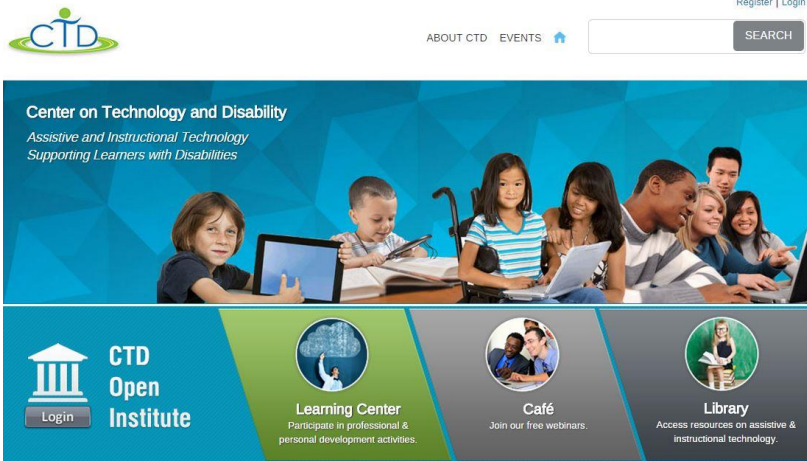 Register | Login
CTD
ABOUT CTD EVENTS
SEARCH
Center on Technology and Disability
Assistive and Instructional Technology
Supporting Learners with Disabilities
CTD
Open
Institute
Login
Learning Center
Participate in professional &
personal development activities.
Café
Join our free webinars.
Library
Access resources on assistive &
instructional technology.